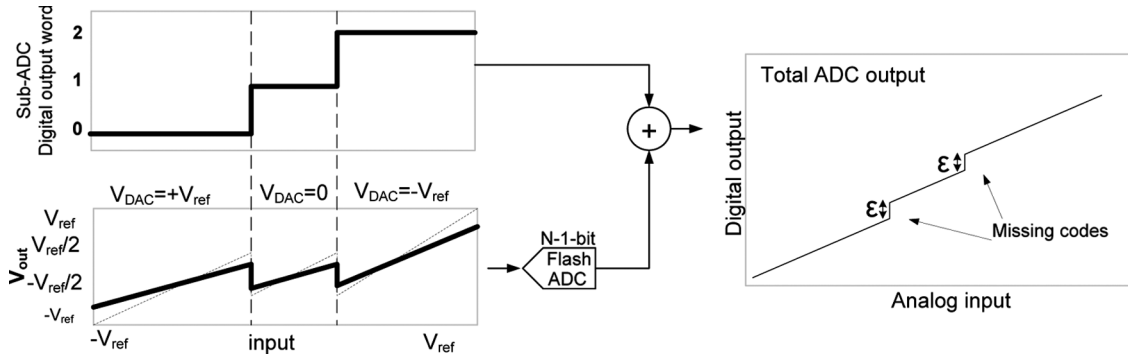 Sub-ADC
Digital output word
2
1
0
V_DAC=+V_ref
V_DAC=0
V_DAC=-V_ref
V_out
V_ref
V_ref/2
-V_ref/2
-V_ref
-V_ref
input
V_ref
N-1-bit
Flash
ADC
+
Total ADC output
Digital output
ε
ε
Missing codes
Analog input